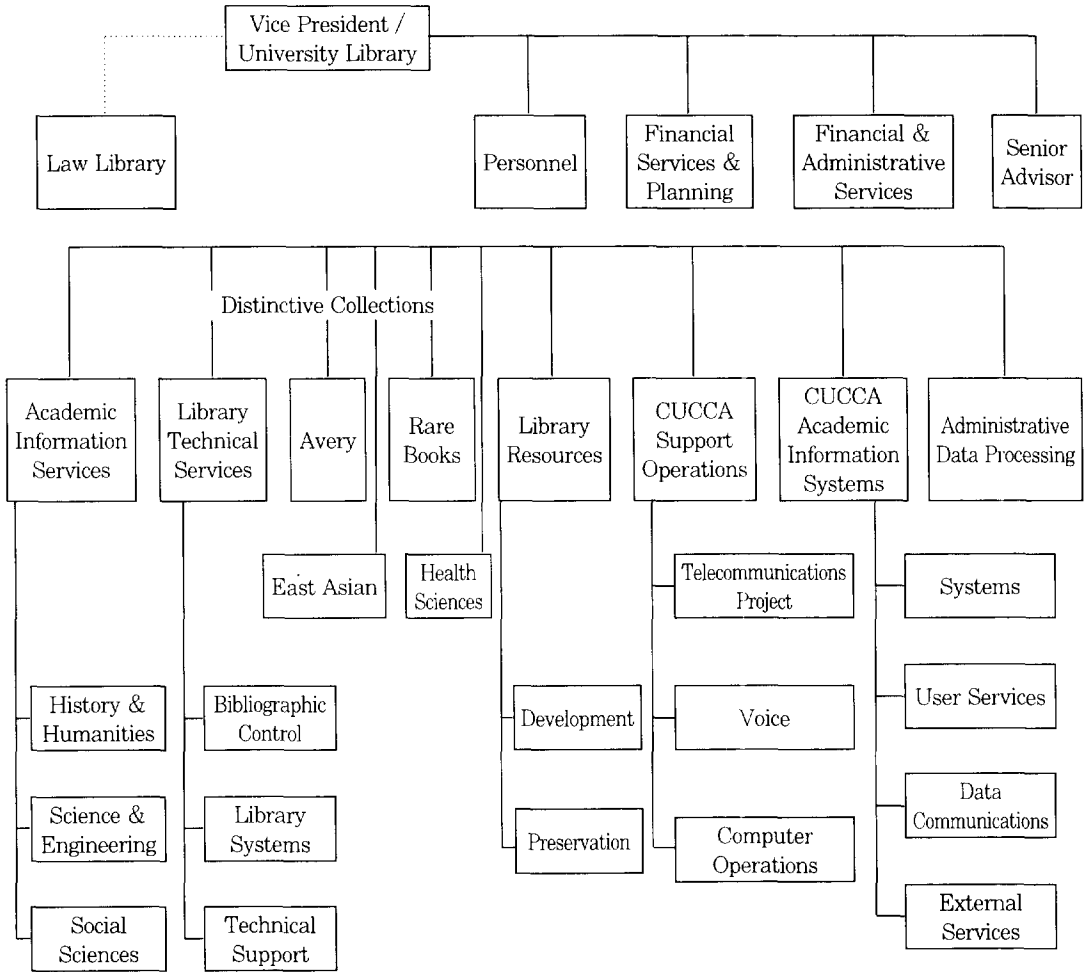 Vice President /
University Library
Law Library
Personnel
Financial
Services &
Planning
Financial &
Administrative
Services
Senior
Advisor
Distinctive Collections
Academic
Information
Services
Library
Technical
Services
Avery
Rare
Books
Library
Resources
CUCCA
Support
Operations
CUCCA
Academic
Information
Systems
Administrative
Data Processing
East Asian
Health
Sciences
Telecommunications
Project
Systems
History &
Humanities
Bibliographic
Control
Development
Voice
User Services
Science &
Engineering
Library
Systems
Preservation
Computer
Operations
Data
Communications
Social
Sciences
Technical
Support
External
Services